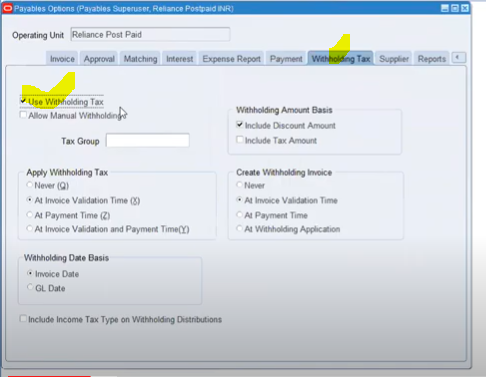 Payables Options (Payables Superuser, Reliance Postpaid INR)
Operating Unit Reliance Post Paid
Invoice Approval Matching Interest Expense Report Payment Withholding Tax Supplier Reports
Use Withholding Tax
Allow Manual Withholding
Tax Group
Withholding Amount Basis
Include Discount Amount
Include Tax Amount
Apply Withholding Tax
Never (Q)
At Invoice Validation Time (X)
At Payment Time (Z)
At Invoice Validation and Payment Time(Y)
Create Withholding Invoice
Never
At Invoice Validation Time
At Payment Time
At Withholding Application
Withholding Date Basis
Invoice Date
GL Date
Include Income Tax Type on Withholding Distributions